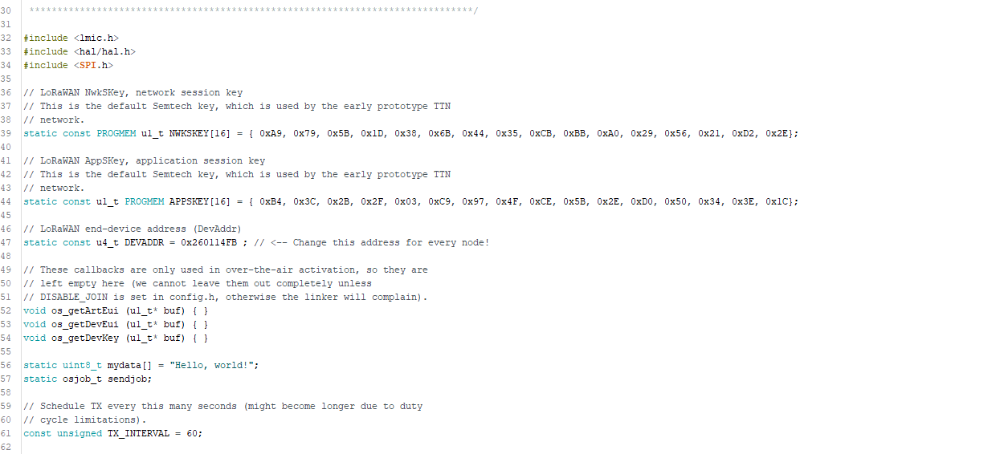 30 *******************************************************************************/
31
32 #include <lmic.h>
33 #include <hal/hal.h>
34 #include <SPI.h>
35
36 // LoRaWAN NwkSKey, network session key
37 // This is the default Semtech key, which is used by the early prototype TTN
38 // network.
39 static const PROGMEM u1_t NWKSKEY[16] = { 0xA9, 0x79, 0x5B, 0x1D, 0x38, 0x6B, 0x44, 0x35, 0xCB, 0xBB, 0xA0, 0x29, 0x56, 0x21, 0xD2, 0x2E};
40
41 // LoRaWAN AppSKey, application session key
42 // This is the default Semtech key, which is used by the early prototype TTN
43 // network.
44 static const u1_t PROGMEM APPSKEY[16] = { 0xB4, 0x3C, 0x2B, 0x2F, 0x03, 0xC9, 0x97, 0x4F, 0xCE, 0x5B, 0x2E, 0xD0, 0x50, 0x34, 0x3E, 0x1C};
45
46 // LoRaWAN end-device address (DevAddr)
47 static const u4_t DEVADDR = 0x260114FB ; // <-- Change this address for every node!
48
49 // These callbacks are only used in over-the-air activation, so they are
50 // left empty here (we cannot leave them out completely unless
51 // DISABLE_JOIN is set in config.h, otherwise the linker will complain).
52 void os_getArtEui (u1_t* buf) { }
53 void os_getDevEui (u1_t* buf) { }
54 void os_getDevKey (u1_t* buf) { }
55
56 static uint8_t mydata[] = "Hello, world!";
57 static osjob_t sendjob;
58
59 // Schedule TX every this many seconds (might become longer due to duty
60 // cycle limitations).
61 const unsigned TX_INTERVAL = 60;
62